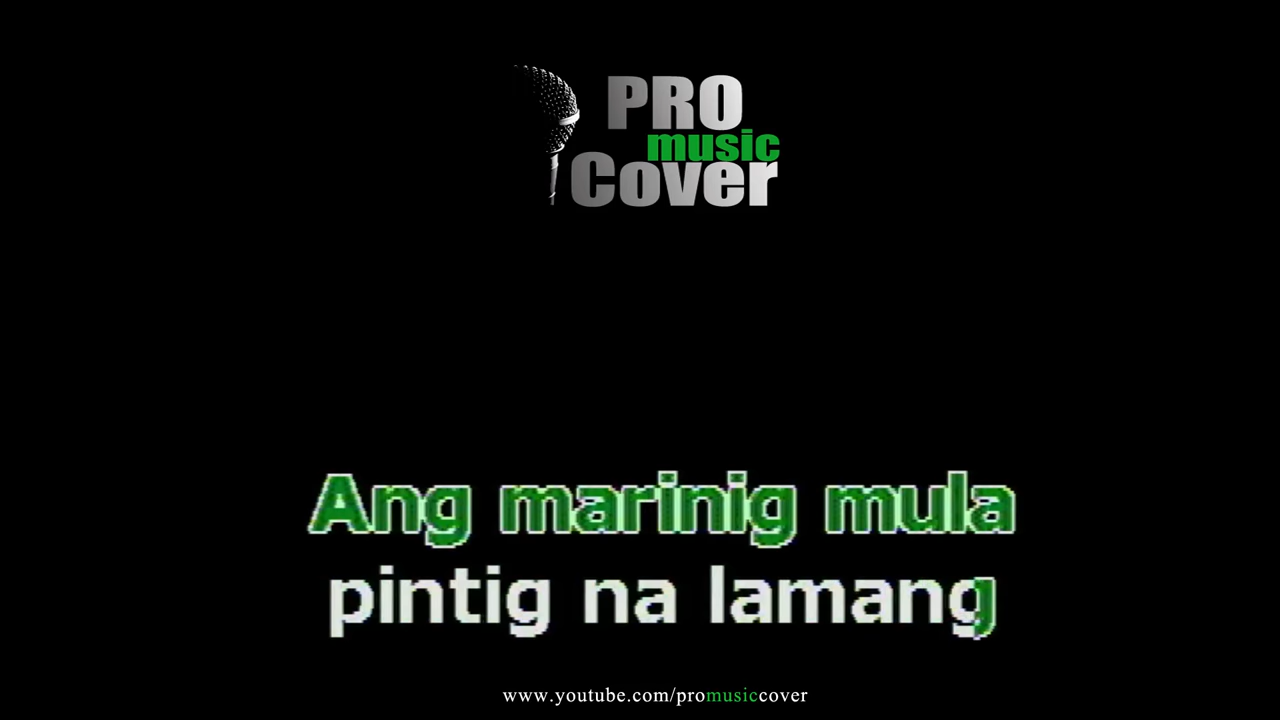 PRO
music
Cover
Ang marinig mula
pintig na lamang
www.youtube.com/promusiccover